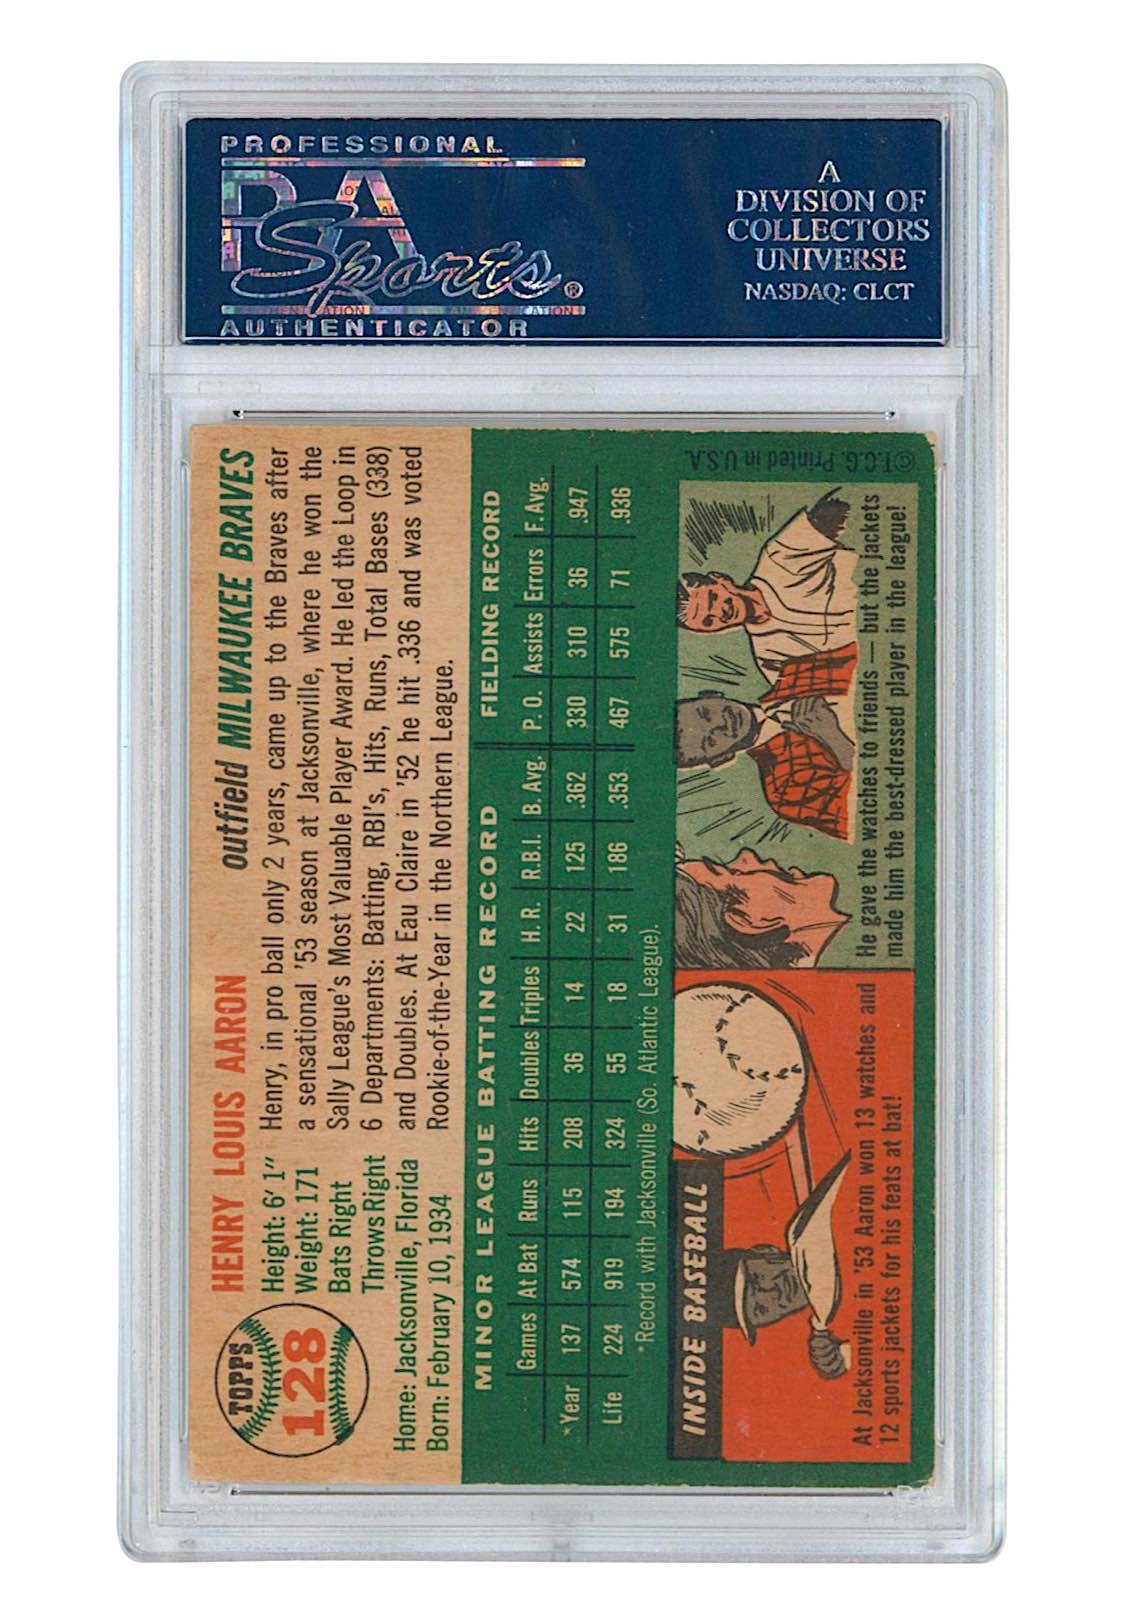 PROFESSIONAL
PSA
Sports®
AUTHENTICATOR
A
DIVISION OF
COLLECTORS
UNIVERSE
NASDAQ: CLCT
TOPPS
128
HENRY LOUIS AARON
outfield MILWAUKEE BRAVES
Height: 6' 1"
Weight: 171
Bats Right
Throws Right
Home: Jacksonville, Florida
Born: February 10, 1934
Henry, in pro ball only 2 years, came up to the Braves after
a sensational '53 season at Jacksonville, where he won the
Sally League's Most Valuable Player Award. He led the Loop in
6 Departments: Batting, RBI's, Hits, Runs, Total Bases (338)
and Doubles. At Eau Claire in '52 he hit .336 and was voted
Rookie-of-the-Year in the Northern League.
MINOR LEAGUE BATTING RECORD FIELDING RECORD
Games At Bat Runs Hits Doubles Triples H. R. R.B.I. B. Avg. P. O. Assists Errors F. Avg.
*Year 137 574 115 208 36 14 22 125 .362 330 310 36 .947
Life 224 919 194 324 55 18 31 186 .353 467 575 71 .936
*Record with Jacksonville (So. Atlantic League).
INSIDE BASEBALL
At Jacksonville in '53 Aaron won 13 watches and
12 sports jackets for his feats at bat!
He gave the watches to friends — but the jackets
made him the best-dressed player in the league!
©T.C.G. Printed in U.S.A.